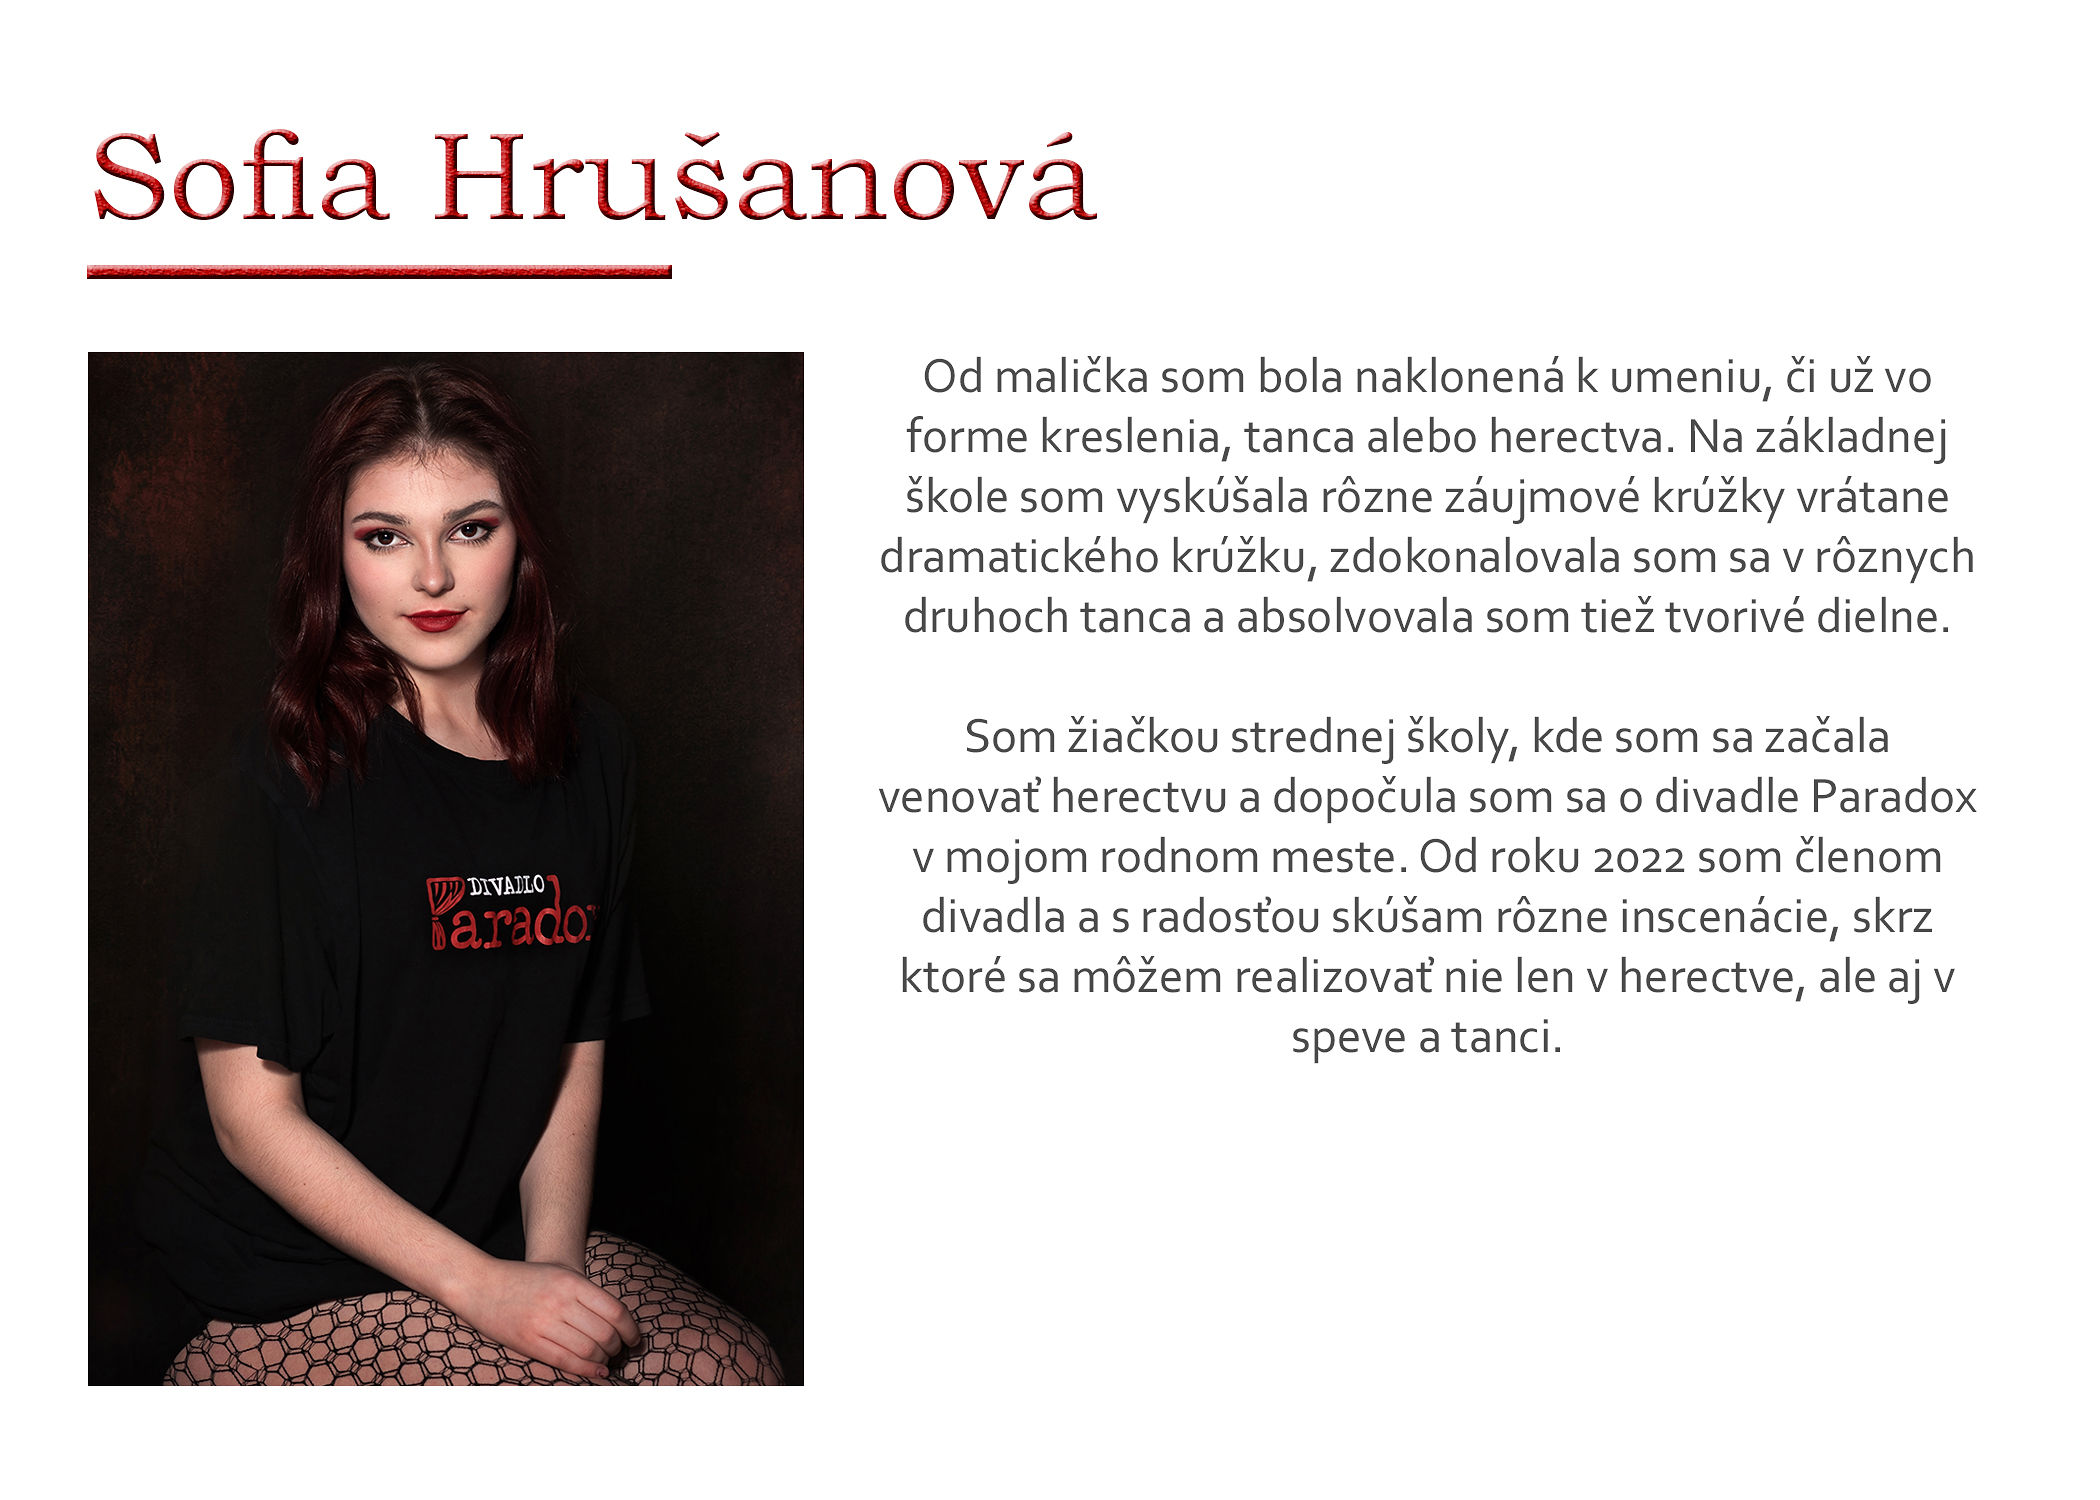 Sofia Hrušanová
Od malička som bola naklonená k umeniu, či už vo
forme kreslenia, tanca alebo herectva. Na základnej
škole som vyskúšala rôzne záujmové krúžky vrátane
dramatického krúžku, zdokonalovala som sa v rôznych
druhoch tanca a absolvovala som tiež tvorivé dielne.
Som žiačkou strednej školy, kde som sa začala
venovať herectvu a dopočula som sa o divadle Paradox
v mojom rodnom meste. Od roku 2022 som členom
divadla a s radosťou skúšam rôzne inscenácie, skrz
ktoré sa môžem realizovať nie len v herectve, ale aj v
speve a tanci.
DIVADLO
Paradox